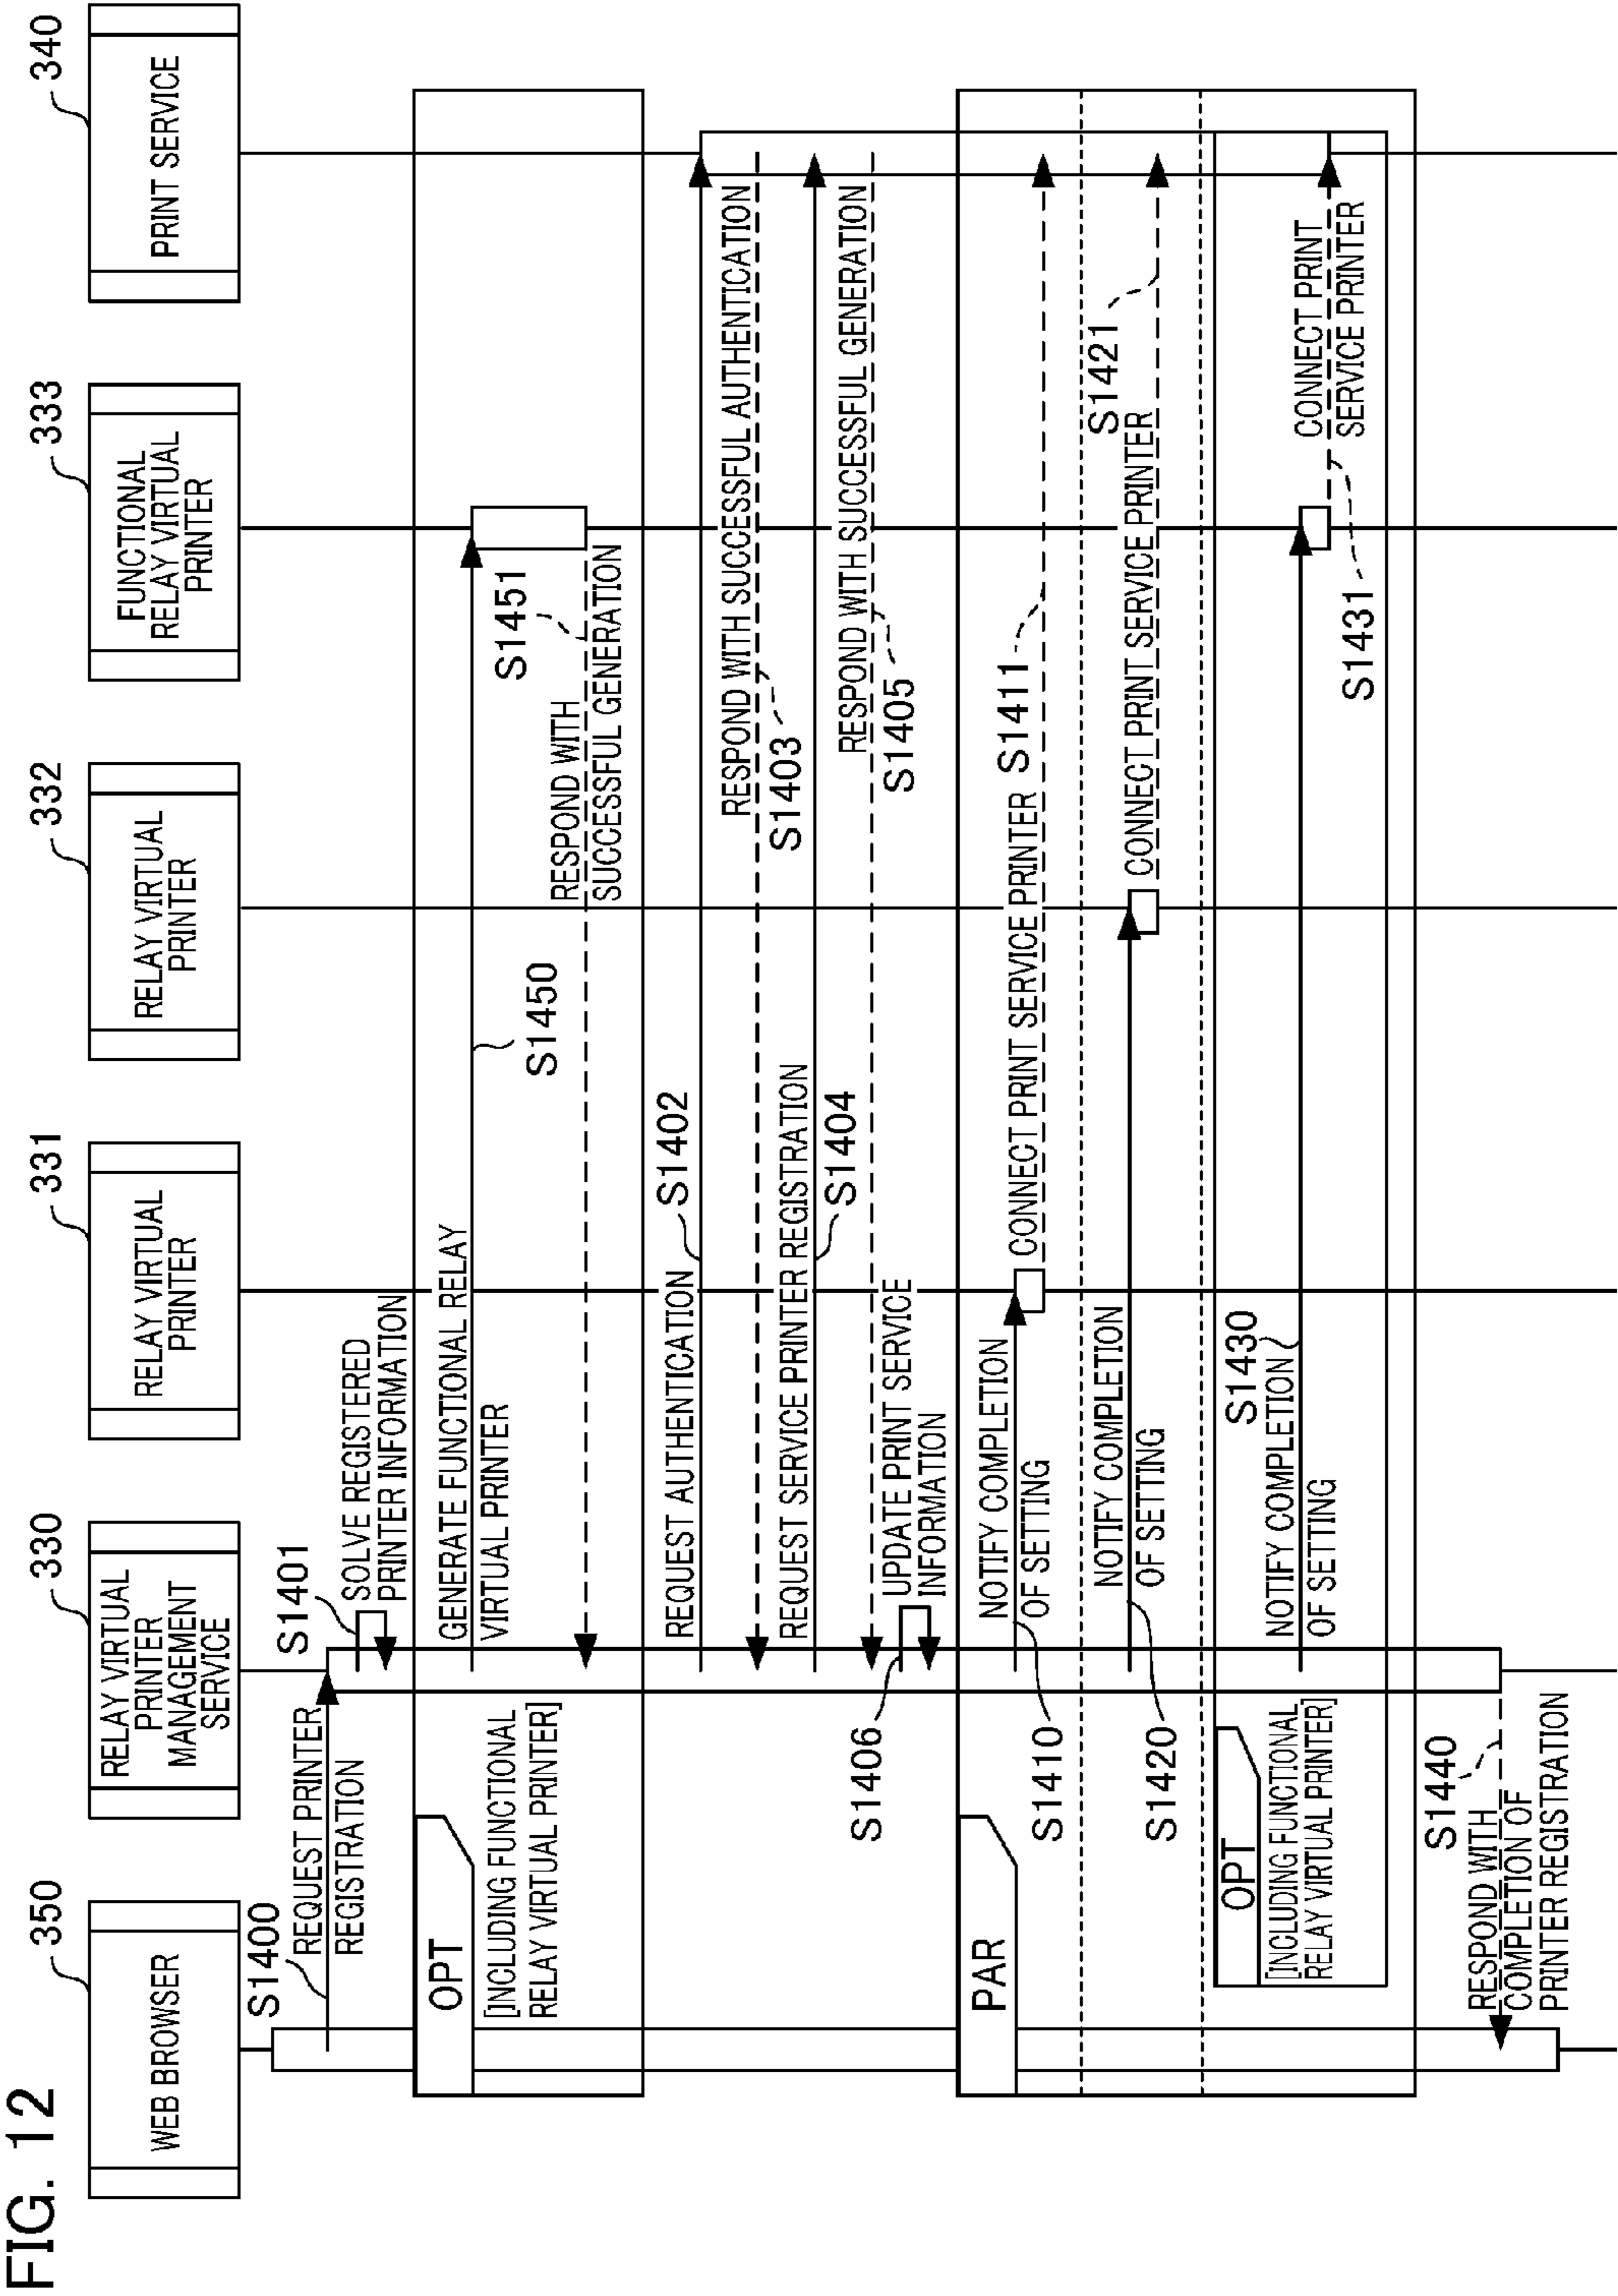 FIG. 12
350
WEB BROWSER
330
RELAY VIRTUAL
PRINTER
MANAGEMENT
SERVICE
331
RELAY VIRTUAL
PRINTER
332
RELAY VIRTUAL
PRINTER
333
FUNCTIONAL
RELAY VIRTUAL
PRINTER
340
PRINT SERVICE
S1400
REQUEST PRINTER
REGISTRATION
S1401
SOLVE REGISTERED
PRINTER INFORMATION
OPT
[INCLUDING FUNCTIONAL
RELAY VIRTUAL PRINTER]
GENERATE FUNCTIONAL RELAY
VIRTUAL PRINTER
S1450
S1451
RESPOND WITH
SUCCESSFUL GENERATION
REQUEST AUTHENTICATION
S1402
RESPOND WITH SUCCESSFUL AUTHENTICATION
S1403
REQUEST SERVICE PRINTER REGISTRATION
S1404
RESPOND WITH SUCCESSFUL GENERATION
S1405
S1406
UPDATE PRINT SERVICE
INFORMATION
PAR
NOTIFY COMPLETION
OF SETTING
S1410
CONNECT PRINT SERVICE PRINTER
S1411
NOTIFY COMPLETION
OF SETTING
S1420
CONNECT PRINT SERVICE PRINTER
S1421
OPT
[INCLUDING FUNCTIONAL
RELAY VIRTUAL PRINTER]
NOTIFY COMPLETION
OF SETTING
S1430
CONNECT PRINT
SERVICE PRINTER
S1431
S1440
RESPOND WITH
COMPLETION OF
PRINTER REGISTRATION